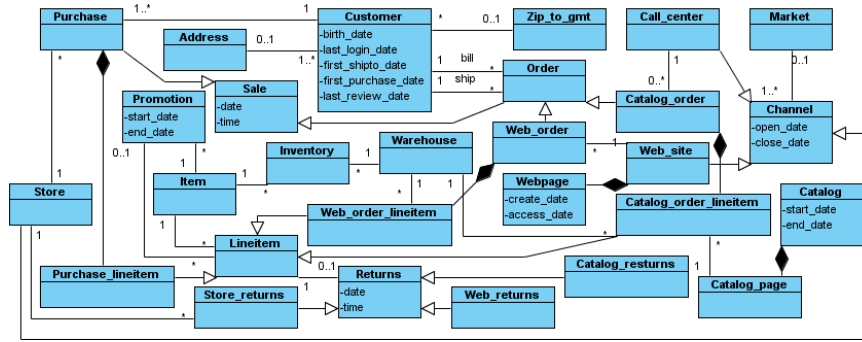 Purchase
1..*
1
Customer
-birth_date
-last_login_date
-first_shipto_date
-first_purchase_date
-last_review_date
*
0..1
Zip_to_gmt
Call_center
Market
Address
0..1
1..*
*
1
bill
*
1
ship
*
Order
1
0..*
0..1
1..*
Promotion
-start_date
-end_date
Sale
-date
-time
Catalog_order
Channel
-open_date
-close_date
0..1
*
Inventory
1
*
Warehouse
Web_order
*
1
Web_site
1
Store
Item
1
*
1
1
Webpage
-create_date
-access_date
Catalog
-start_date
-end_date
*
Web_order_lineitem
Catalog_order_lineitem
1
1
*
Lineitem
*
*
Purchase_lineitem
*
0..1
1
Returns
-date
-time
Catalog_resturns
1
Catalog_page
*
Store_returns
Web_returns